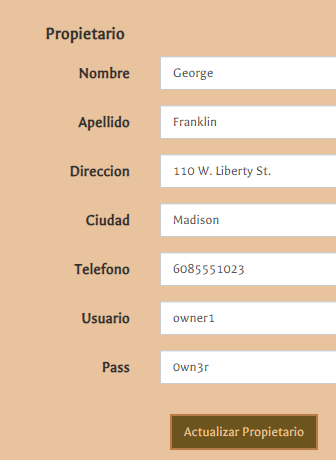 Propietario
Nombre George
Apellido Franklin
Direccion 110 W. Liberty St.
Ciudad Madison
Telefono 6085551023
Usuario owner1
Pass 0wn3r
Actualizar Propietario